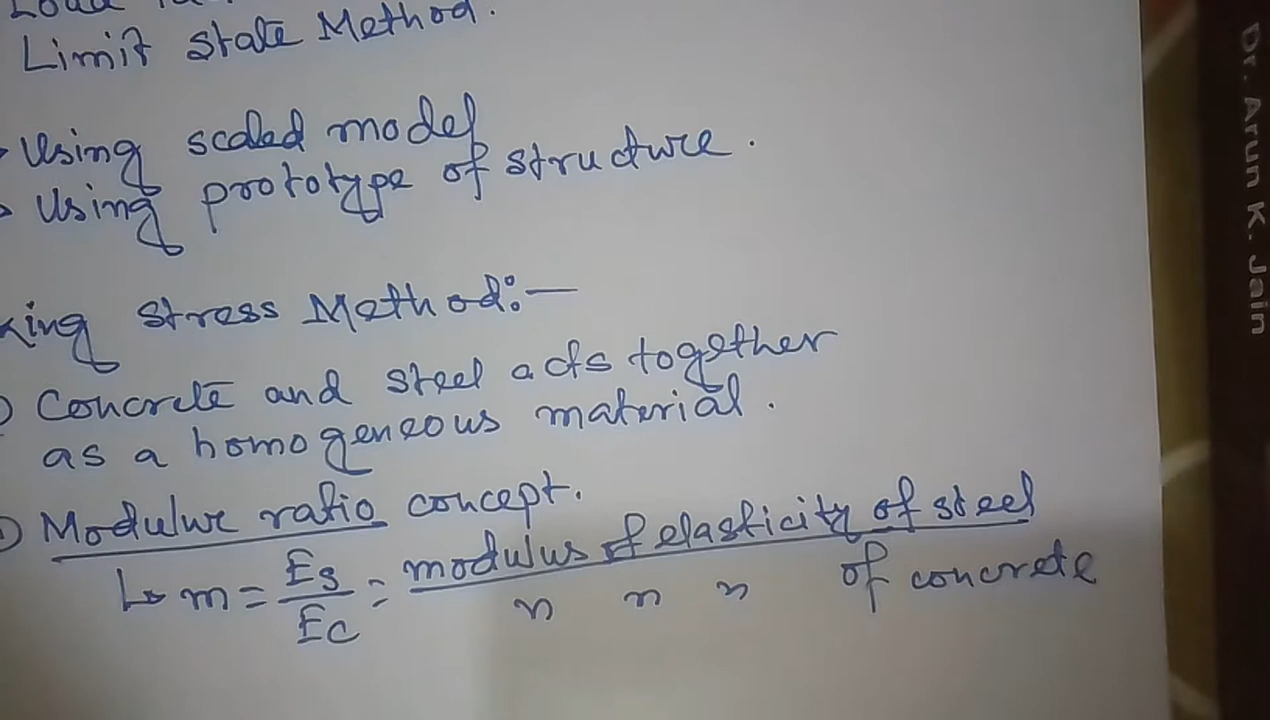 Limit State Method.
Using scaled model
Using prototype of structure.
king Stress Method:—
Concrete and steel acts together
as a homogeneous material.
Modular ratio concept.
m = Es = modulus of elasticity of steel
Ec " " " of concrete
Dr. Arun K. Jain